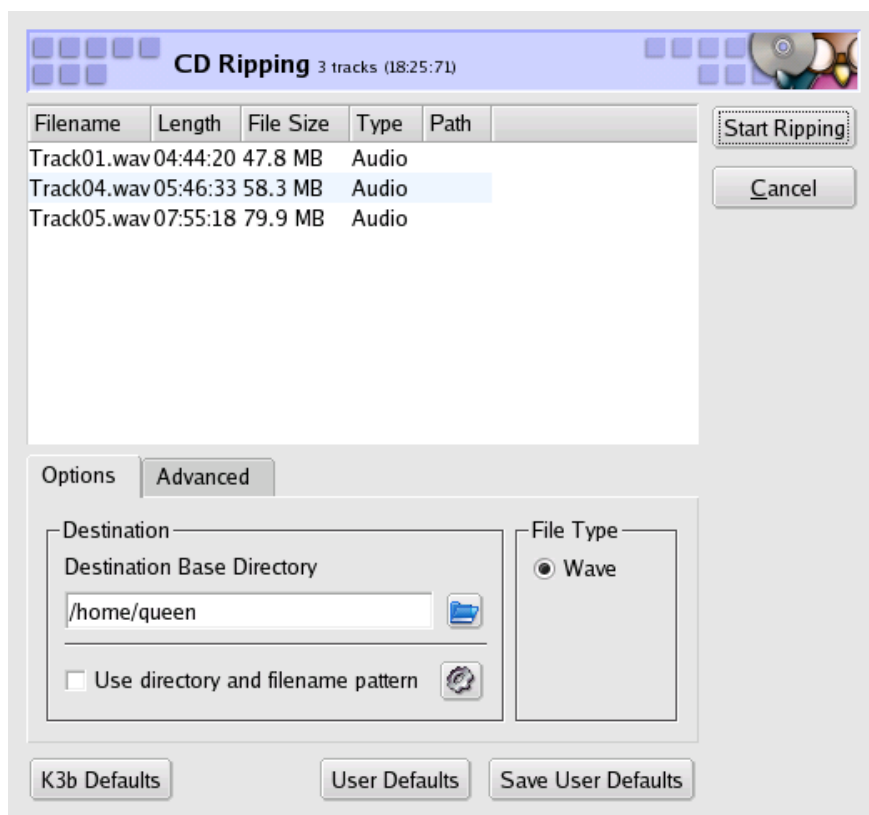 CD Ripping 3 tracks (18:25:71)
Filename Length File Size Type Path
Start Ripping
Track01.wav 04:44:20 47.8 MB Audio
Track04.wav 05:46:33 58.3 MB Audio
Cancel
Track05.wav 07:55:18 79.9 MB Audio
Options Advanced
Destination
File Type
Destination Base Directory
Wave
/home/queen
Use directory and filename pattern
K3b Defaults User Defaults Save User Defaults